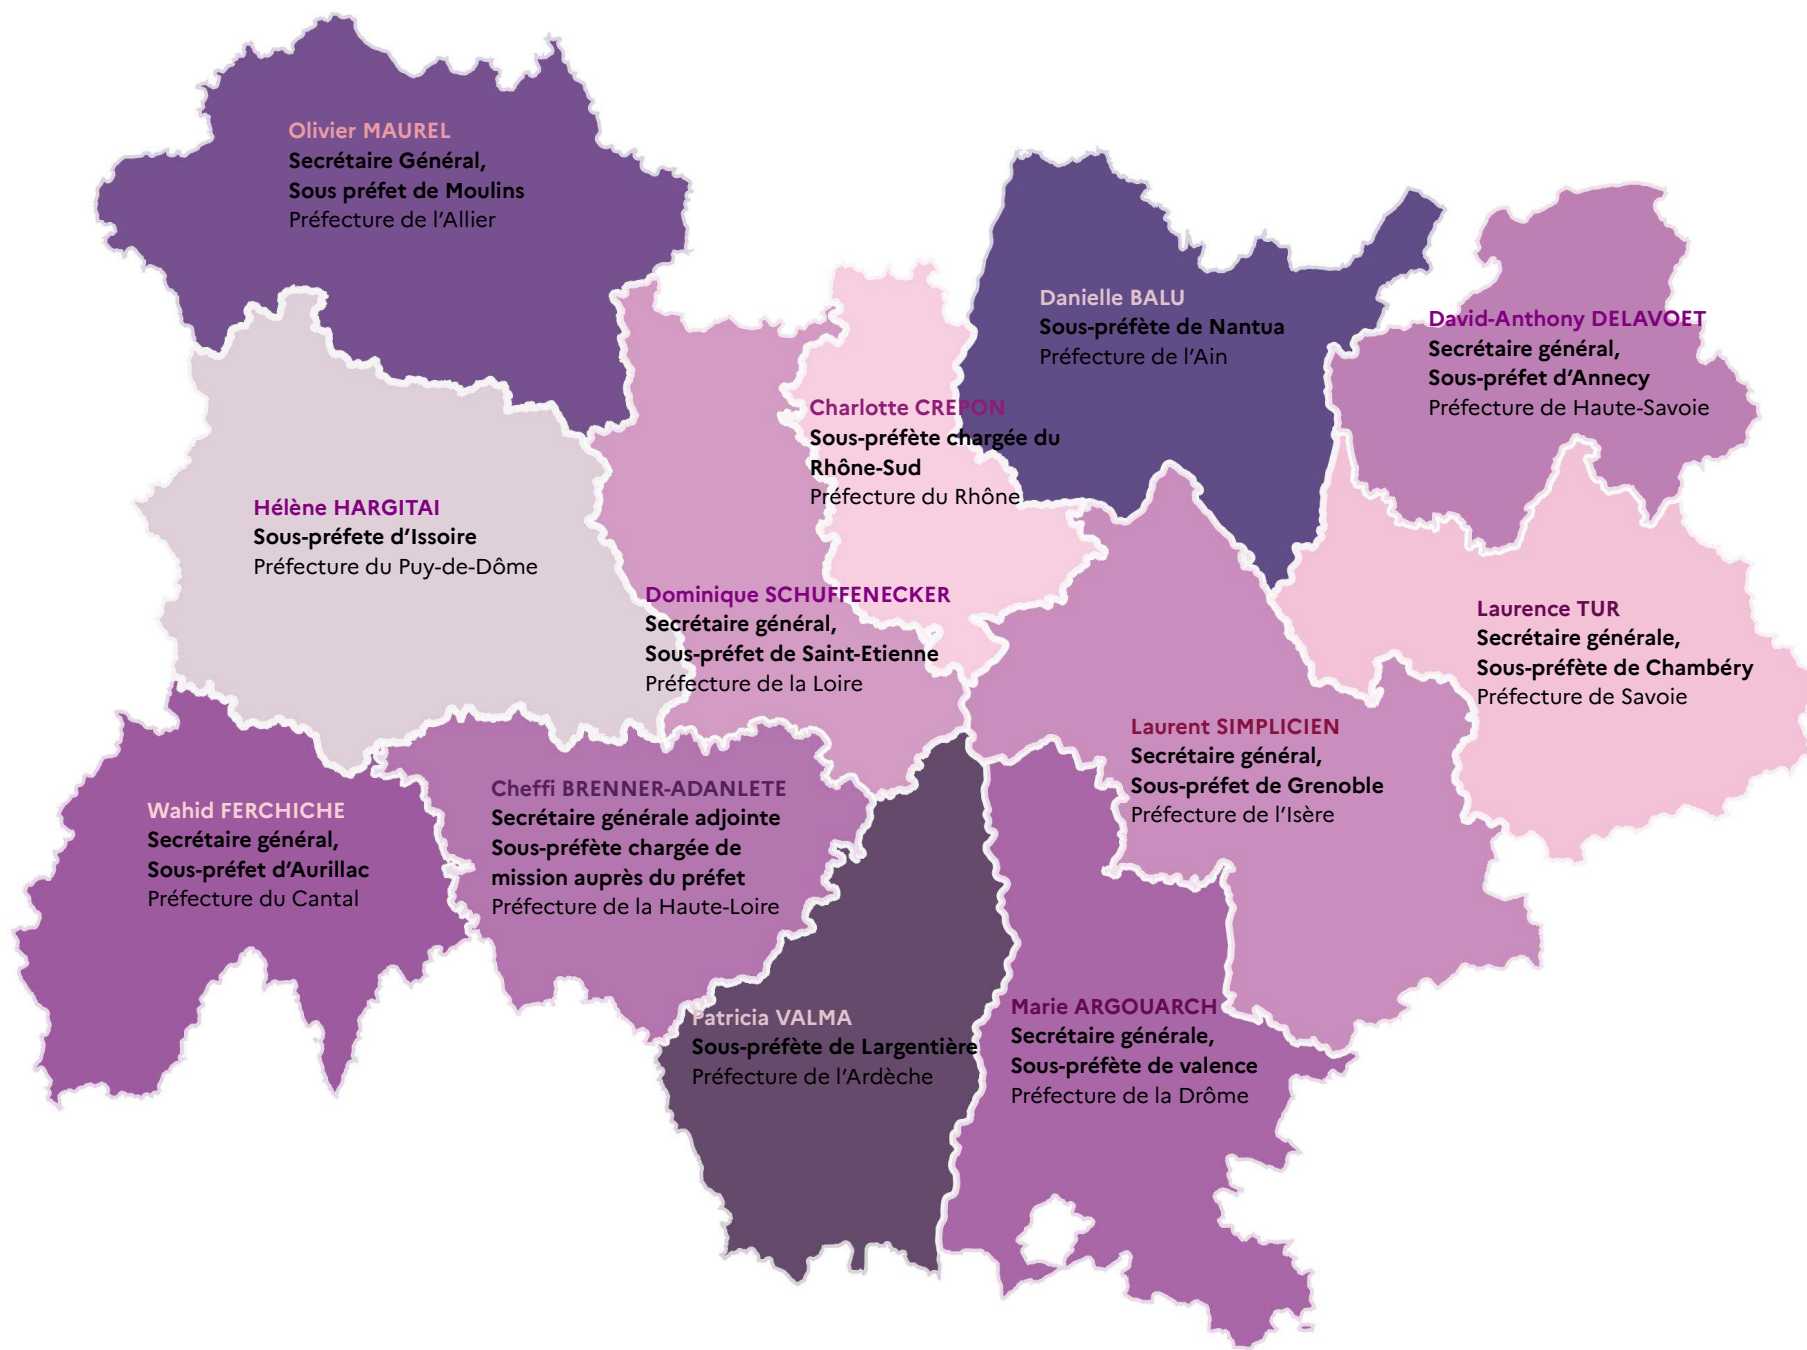 Olivier MAUREL
Secrétaire Général,
Sous préfet de Moulins
Préfecture de l'Allier
Danielle BALU
Sous-préfète de Nantua
Préfecture de l'Ain
David-Anthony DELAVOET
Secrétaire général,
Sous-préfet d'Annecy
Préfecture de Haute-Savoie
Charlotte CREPON
Sous-préfète chargée du
Rhône-Sud
Préfecture du Rhône
Hélène HARGITAI
Sous-préfete d'Issoire
Préfecture du Puy-de-Dôme
Dominique SCHUFFENECKER
Secrétaire général,
Sous-préfet de Saint-Etienne
Préfecture de la Loire
Laurence TUR
Secrétaire générale,
Sous-préfète de Chambéry
Préfecture de Savoie
Laurent SIMPLICIEN
Secrétaire général,
Sous-préfet de Grenoble
Préfecture de l'Isère
Wahid FERCHICHE
Secrétaire général,
Sous-préfet d'Aurillac
Préfecture du Cantal
Cheffi BRENNER-ADANLETE
Secrétaire générale adjointe
Sous-préfète chargée de
mission auprès du préfet
Préfecture de la Haute-Loire
Patricia VALMA
Sous-préfète de Largentière
Préfecture de l'Ardèche
Marie ARGOUARCH
Secrétaire générale,
Sous-préfète de valence
Préfecture de la Drôme